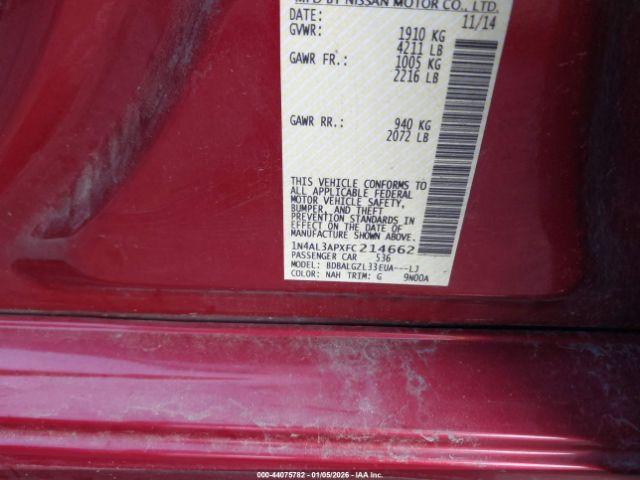 MFD BY NISSAN MOTOR CO., LTD.
DATE: 11/14
GVWR: 1910 KG
4211 LB
GAWR FR.: 1005 KG
2216 LB
GAWR RR.: 940 KG
2072 LB
THIS VEHICLE CONFORMS TO
ALL APPLICABLE FEDERAL
MOTOR VEHICLE SAFETY,
BUMPER, AND THEFT
PREVENTION STANDARDS IN
EFFECT ON THE DATE OF
MANUFACTURE SHOWN ABOVE.
1N4AL3APXFC214662
PASSENGER CAR 536
MODEL: BDBALGZL33EUA---LJ
COLOR: NAH TRIM: G 9N00A
000-44075782 - 01/05/2026 - IAA Inc.